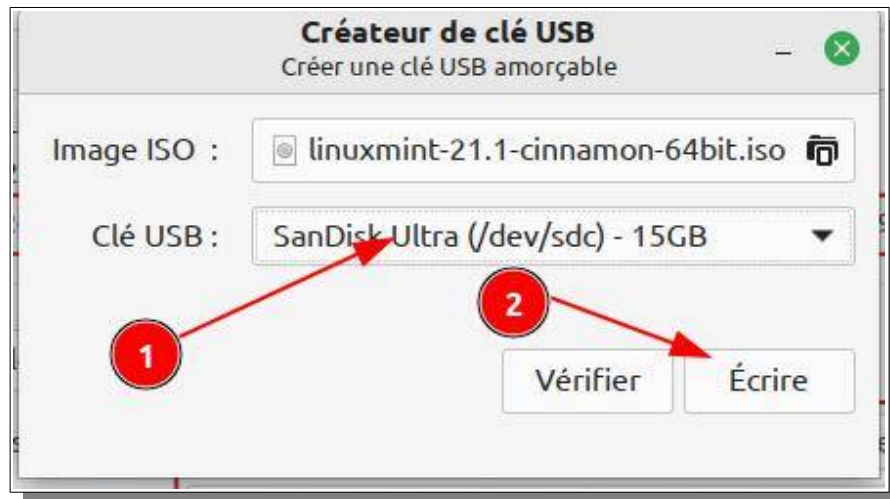 Créateur de clé USB
Créer une clé USB amorçable
Image ISO :
linuxmint-21.1-cinnamon-64bit.iso
Clé USB :
SanDisk Ultra (/dev/sdc) - 15GB
2
1
Vérifier
Écrire